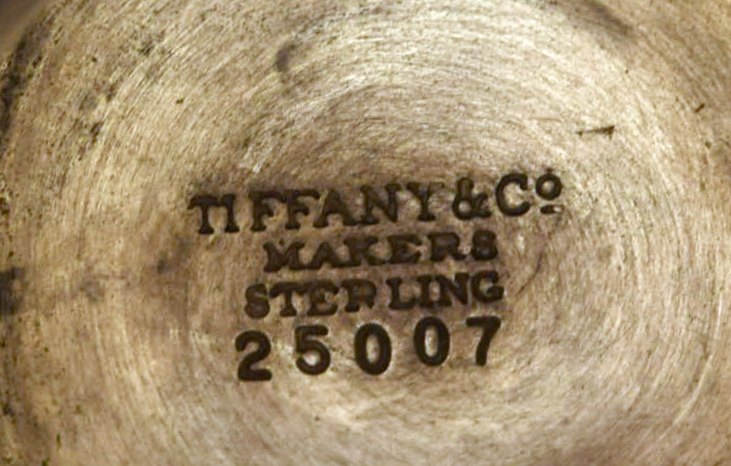 TIFFANY & Cº
MAKERS
STERLING
25007